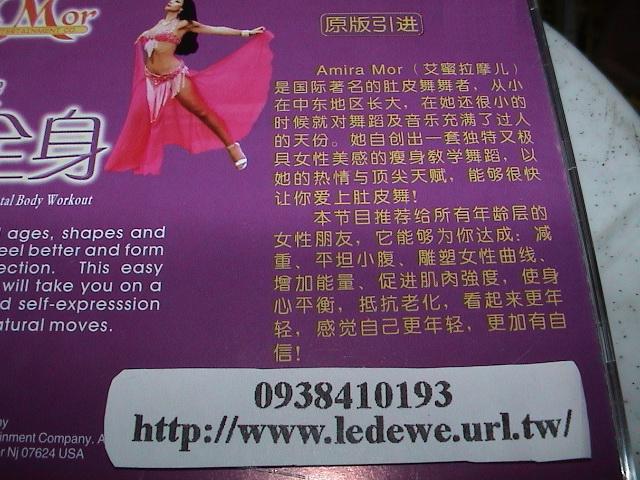 Mor
ENTERTAINMENT CO.
原版引进
Amira Mor（艾蜜拉摩儿）
是国际著名的肚皮舞舞者，从小
在中东地区长大，在她还很小的
时候就对舞蹈及音乐充满了过人
的天份。她自创出一套独特又极
具女性美感的瘦身教学舞蹈，以
她的热情与顶尖天赋，能够很快
让你爱上肚皮舞！
本节目推荐给所有年龄层的
女性朋友，它能够为你达成：减
重、平坦小腹、雕塑女性曲线、
增加能量、促进肌肉強度，使身
心平衡，抵抗老化，看起来更年
轻，感觉自己更年轻，更加有自
信！
全身
tal Body Workout
ages, shapes and
eel better and form
ection. This easy
will take you on a
d self-expresssion
atural moves.
y
inment Company, A
r Nj 07624 USA
0938410193
http://www.ledewe.url.tw/